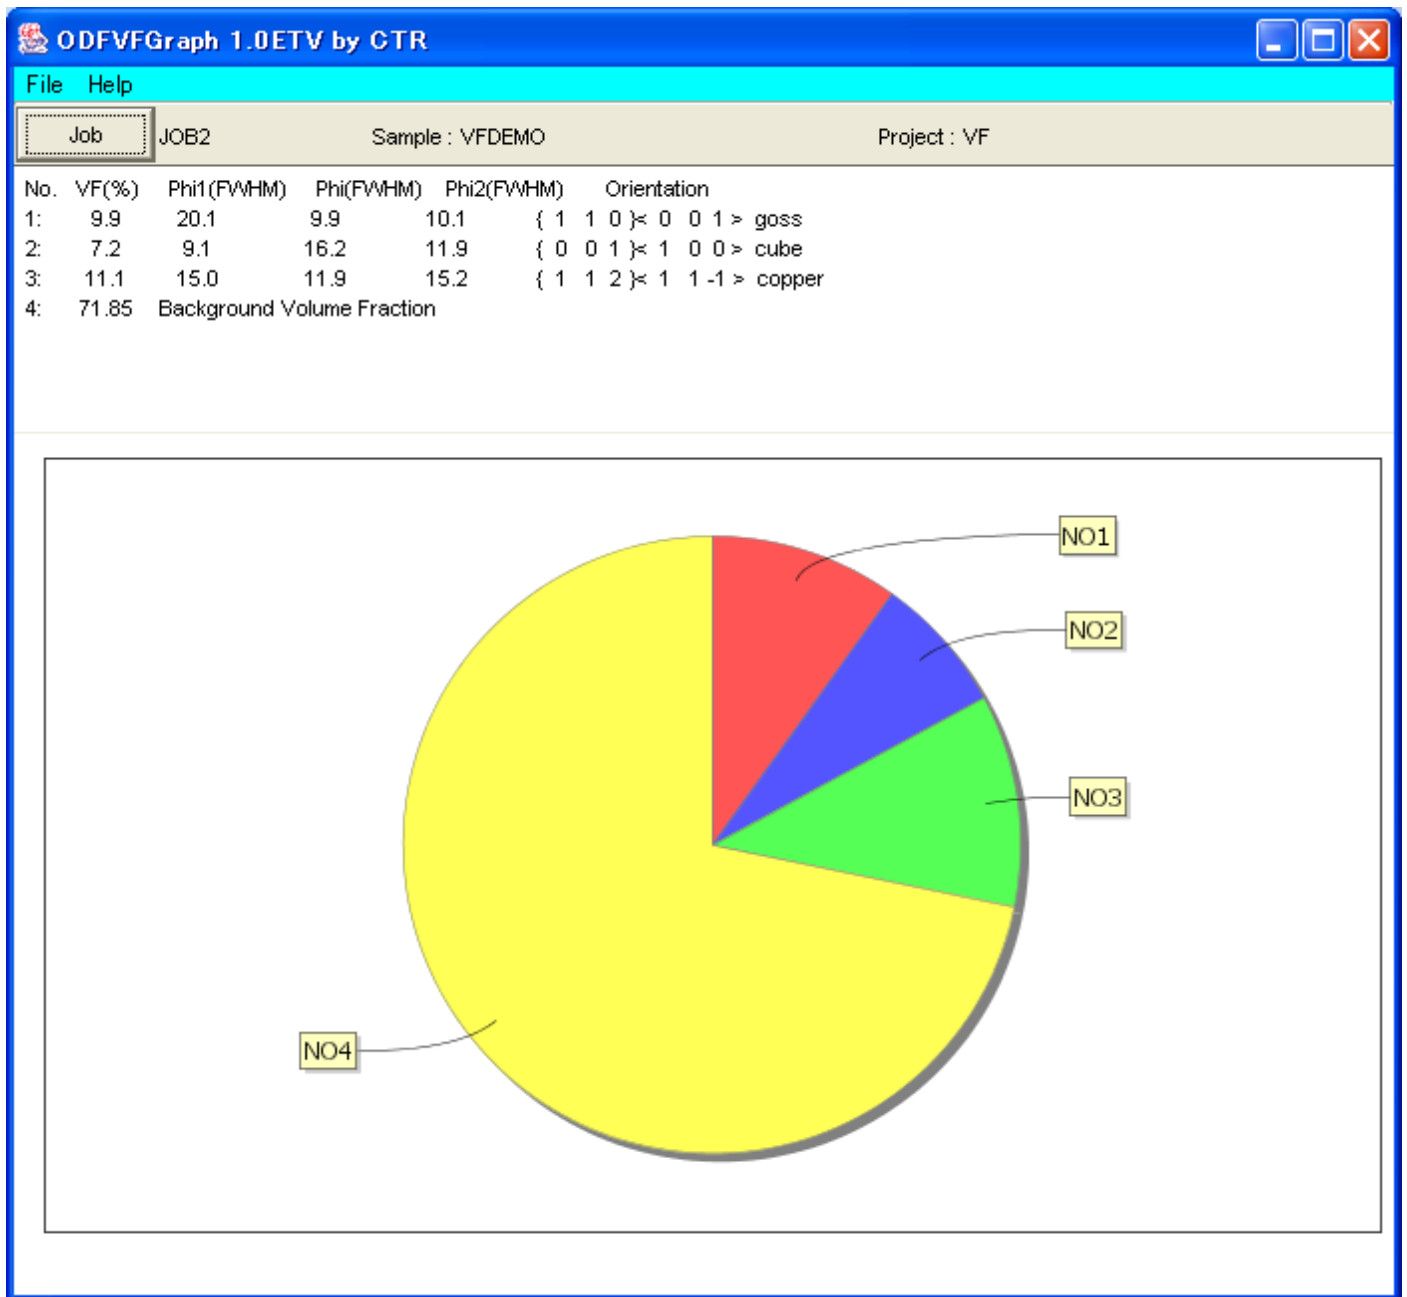 ODFVFGraph 1.0ETV by CTR
File Help
Job JOB2 Sample : VFDEMO Project : VF
No. VF(%) Phi1(FWHM) Phi(FWHM) Phi2(FWHM) Orientation
1: 9.9 20.1 9.9 10.1 { 1 1 0 }< 0 0 1 > goss
2: 7.2 9.1 16.2 11.9 { 0 0 1 }< 1 0 0 > cube
3: 11.1 15.0 11.9 15.2 { 1 1 2 }< 1 1 -1 > copper
4: 71.85 Background Volume Fraction
NO1
NO2
NO3
NO4